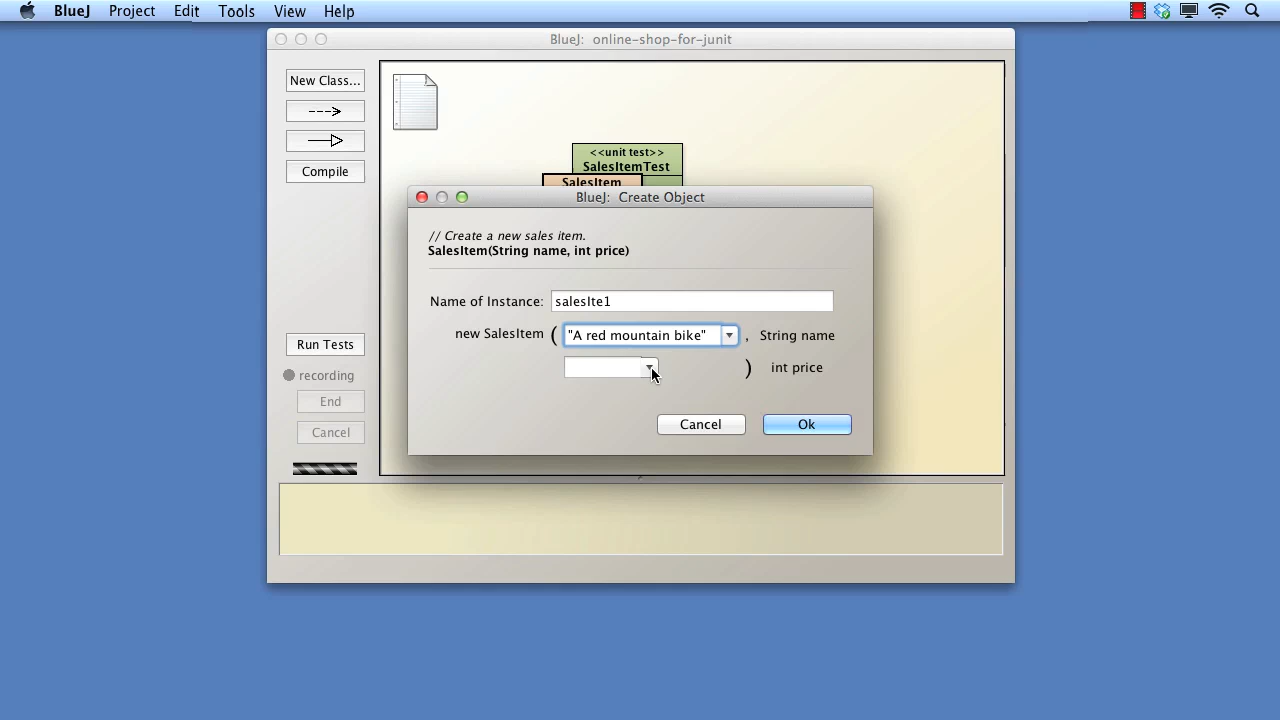 BlueJ Project Edit Tools View Help
BlueJ: online-shop-for-junit
New Class...
Compile
<<unit test>>
SalesItemTest
SalesItem
BlueJ: Create Object
// Create a new sales item.
SalesItem(String name, int price)
Name of Instance: salesIte1
new SalesItem ( "A red mountain bike" , String name
) int price
Cancel Ok
Run Tests
recording
End
Cancel